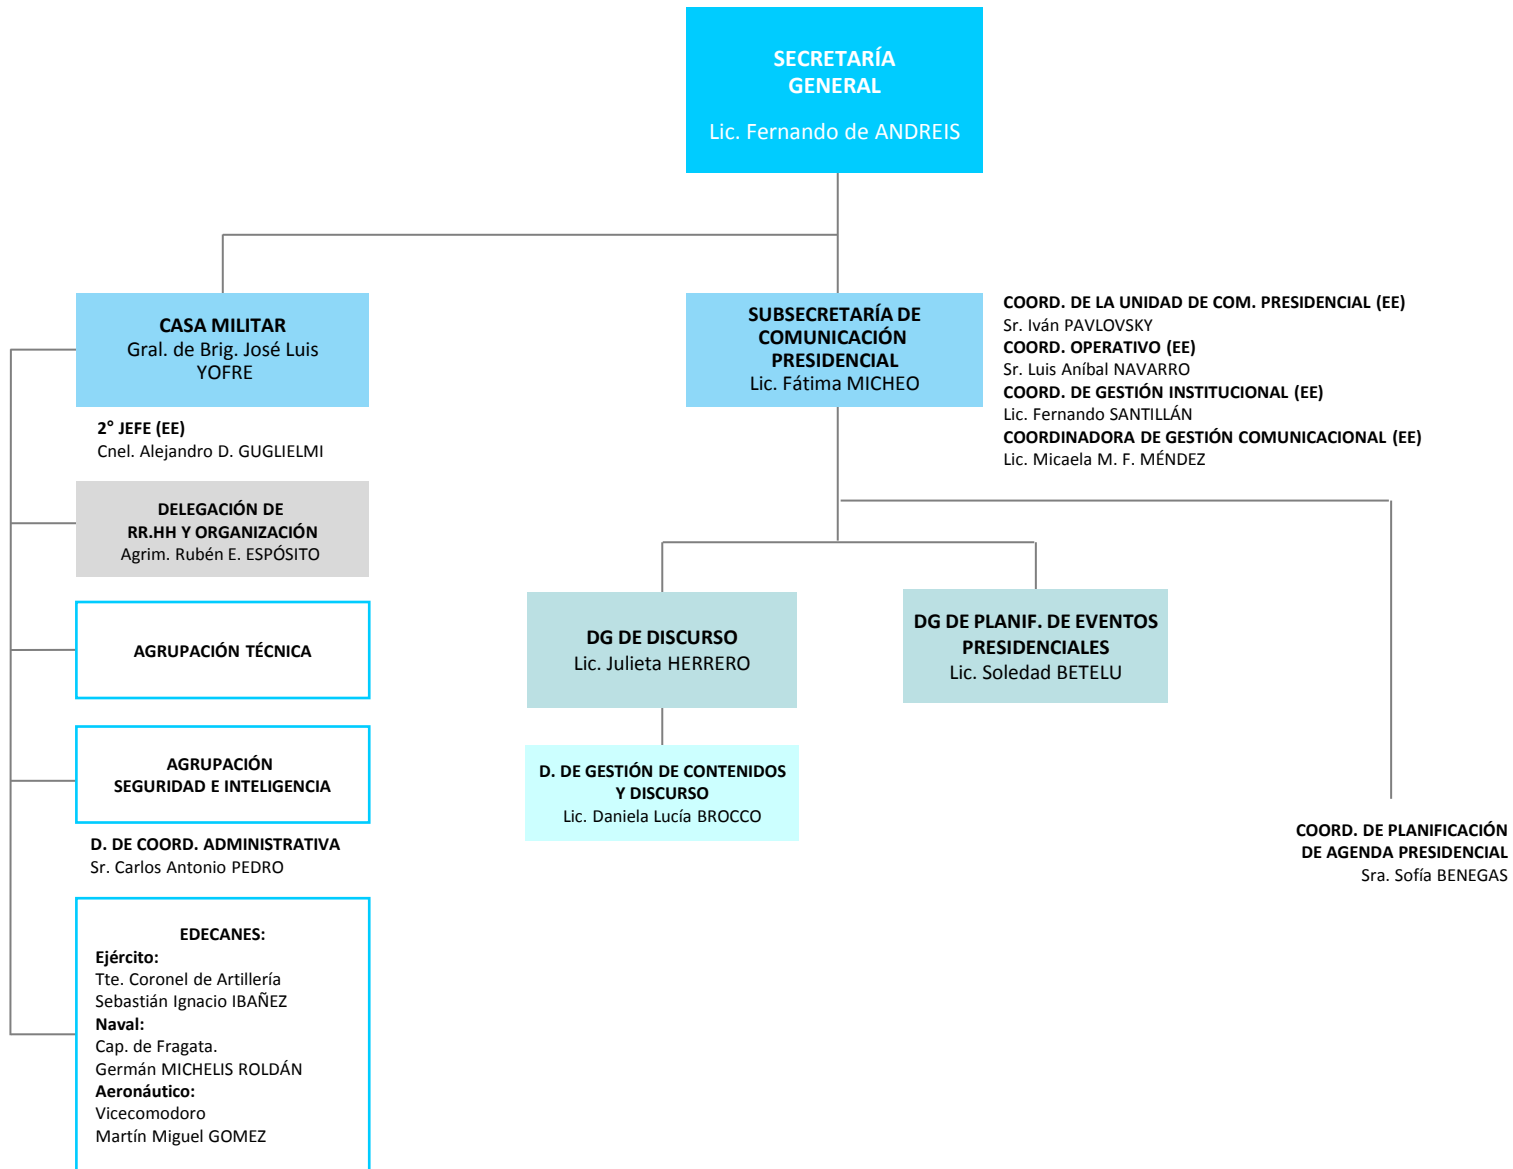 SECRETARÍA
GENERAL
Lic. Fernando de ANDREIS
CASA MILITAR
Gral. de Brig. José Luis
YOFRE
2° JEFE (EE)
Cnel. Alejandro D. GUGLIELMI
DELEGACIÓN DE
RR.HH Y ORGANIZACIÓN
Agrim. Rubén E. ESPÓSITO
AGRUPACIÓN TÉCNICA
AGRUPACIÓN
SEGURIDAD E INTELIGENCIA
D. DE COORD. ADMINISTRATIVA
Sr. Carlos Antonio PEDRO
EDECANES:
Ejército:
Tte. Coronel de Artillería
Sebastián Ignacio IBAÑEZ
Naval:
Cap. de Fragata.
Germán MICHELIS ROLDÁN
Aeronáutico:
Vicecomodoro
Martín Miguel GOMEZ
SUBSECRETARÍA DE
COMUNICACIÓN
PRESIDENCIAL
Lic. Fátima MICHEO
COORD. DE LA UNIDAD DE COM. PRESIDENCIAL (EE)
Sr. Iván PAVLOVSKY
COORD. OPERATIVO (EE)
Sr. Luis Aníbal NAVARRO
COORD. DE GESTIÓN INSTITUCIONAL (EE)
Lic. Fernando SANTILLÁN
COORDINADORA DE GESTIÓN COMUNICACIONAL (EE)
Lic. Micaela M. F. MÉNDEZ
DG DE DISCURSO
Lic. Julieta HERRERO
DG DE PLANIF. DE EVENTOS
PRESIDENCIALES
Lic. Soledad BETELU
D. DE GESTIÓN DE CONTENIDOS
Y DISCURSO
Lic. Daniela Lucía BROCCO
COORD. DE PLANIFICACIÓN
DE AGENDA PRESIDENCIAL
Sra. Sofía BENEGAS